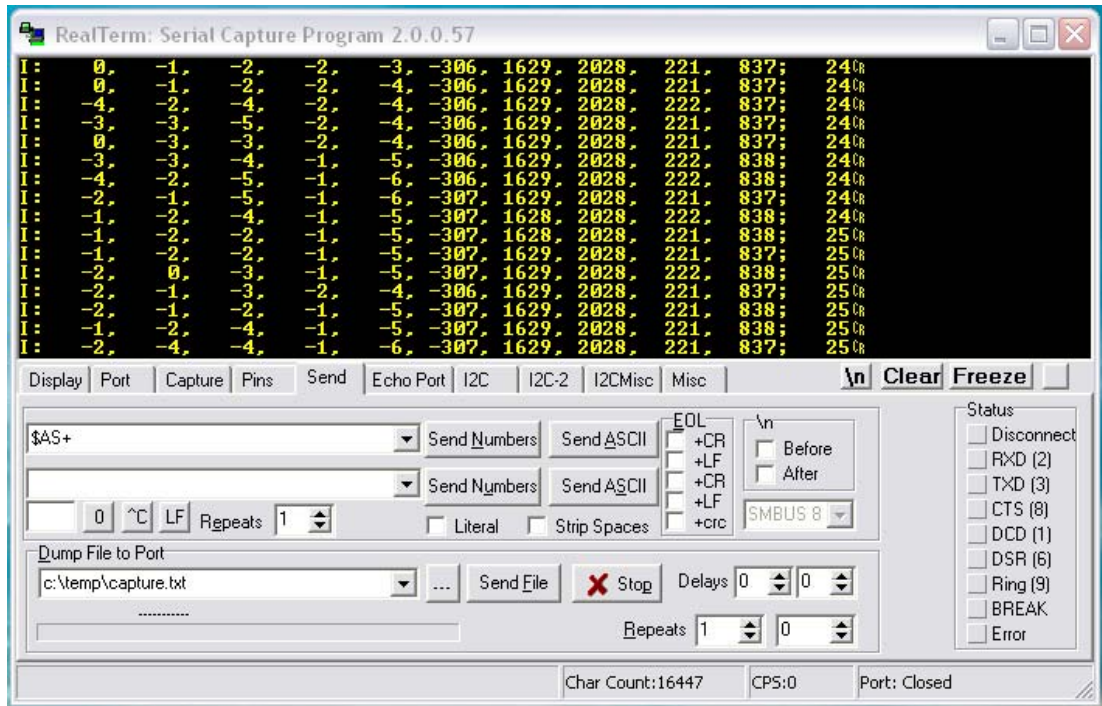 RealTerm: Serial Capture Program 2.0.0.57
I: 0, -1, -2, -2, -3, -306, 1629, 2028, 221, 837; 24CR
I: 0, -1, -2, -2, -4, -306, 1629, 2028, 221, 837; 24CR
I: -4, -2, -4, -2, -4, -306, 1629, 2028, 222, 837; 24CR
I: -3, -3, -5, -2, -4, -306, 1629, 2028, 221, 837; 24CR
I: 0, -3, -3, -2, -4, -306, 1629, 2028, 221, 837; 24CR
I: -3, -3, -4, -1, -5, -306, 1629, 2028, 222, 838; 24CR
I: -4, -2, -5, -1, -6, -306, 1629, 2028, 222, 838; 24CR
I: -2, -1, -5, -1, -6, -307, 1629, 2028, 221, 837; 24CR
I: -1, -2, -4, -1, -5, -307, 1628, 2028, 222, 838; 24CR
I: -1, -2, -2, -1, -5, -307, 1628, 2028, 221, 837; 25CR
I: -1, -2, -2, -1, -5, -307, 1629, 2028, 221, 837; 25CR
I: -2, 0, -3, -1, -5, -307, 1629, 2028, 222, 838; 25CR
I: -2, -1, -3, -2, -4, -306, 1629, 2028, 221, 837; 25CR
I: -2, -1, -2, -1, -5, -307, 1629, 2028, 221, 838; 25CR
I: -1, -2, -4, -1, -5, -307, 1629, 2028, 221, 838; 25CR
I: -2, -4, -4, -1, -6, -307, 1629, 2028, 221, 837; 25CR
Display Port Capture Pins Send Echo Port I2C I2C-2 I2CMisc Misc \n Clear Freeze
EOL \n Status
$AS+ Send Numbers Send ASCII +CR Before Disconnect
+LF RXD (2)
Send Numbers Send ASCII +CR After TXD (3)
+LF CTS (8)
0 ^C LF Repeats 1 Literal Strip Spaces +crc SMBUS 8 DCD (1)
Dump File to Port DSR (6)
c:\temp\capture.txt ... Send File Stop Delays 0 0 Ring (9)
---------- BREAK
Repeats 1 0 Error
Char Count:16447 CPS:0 Port: Closed